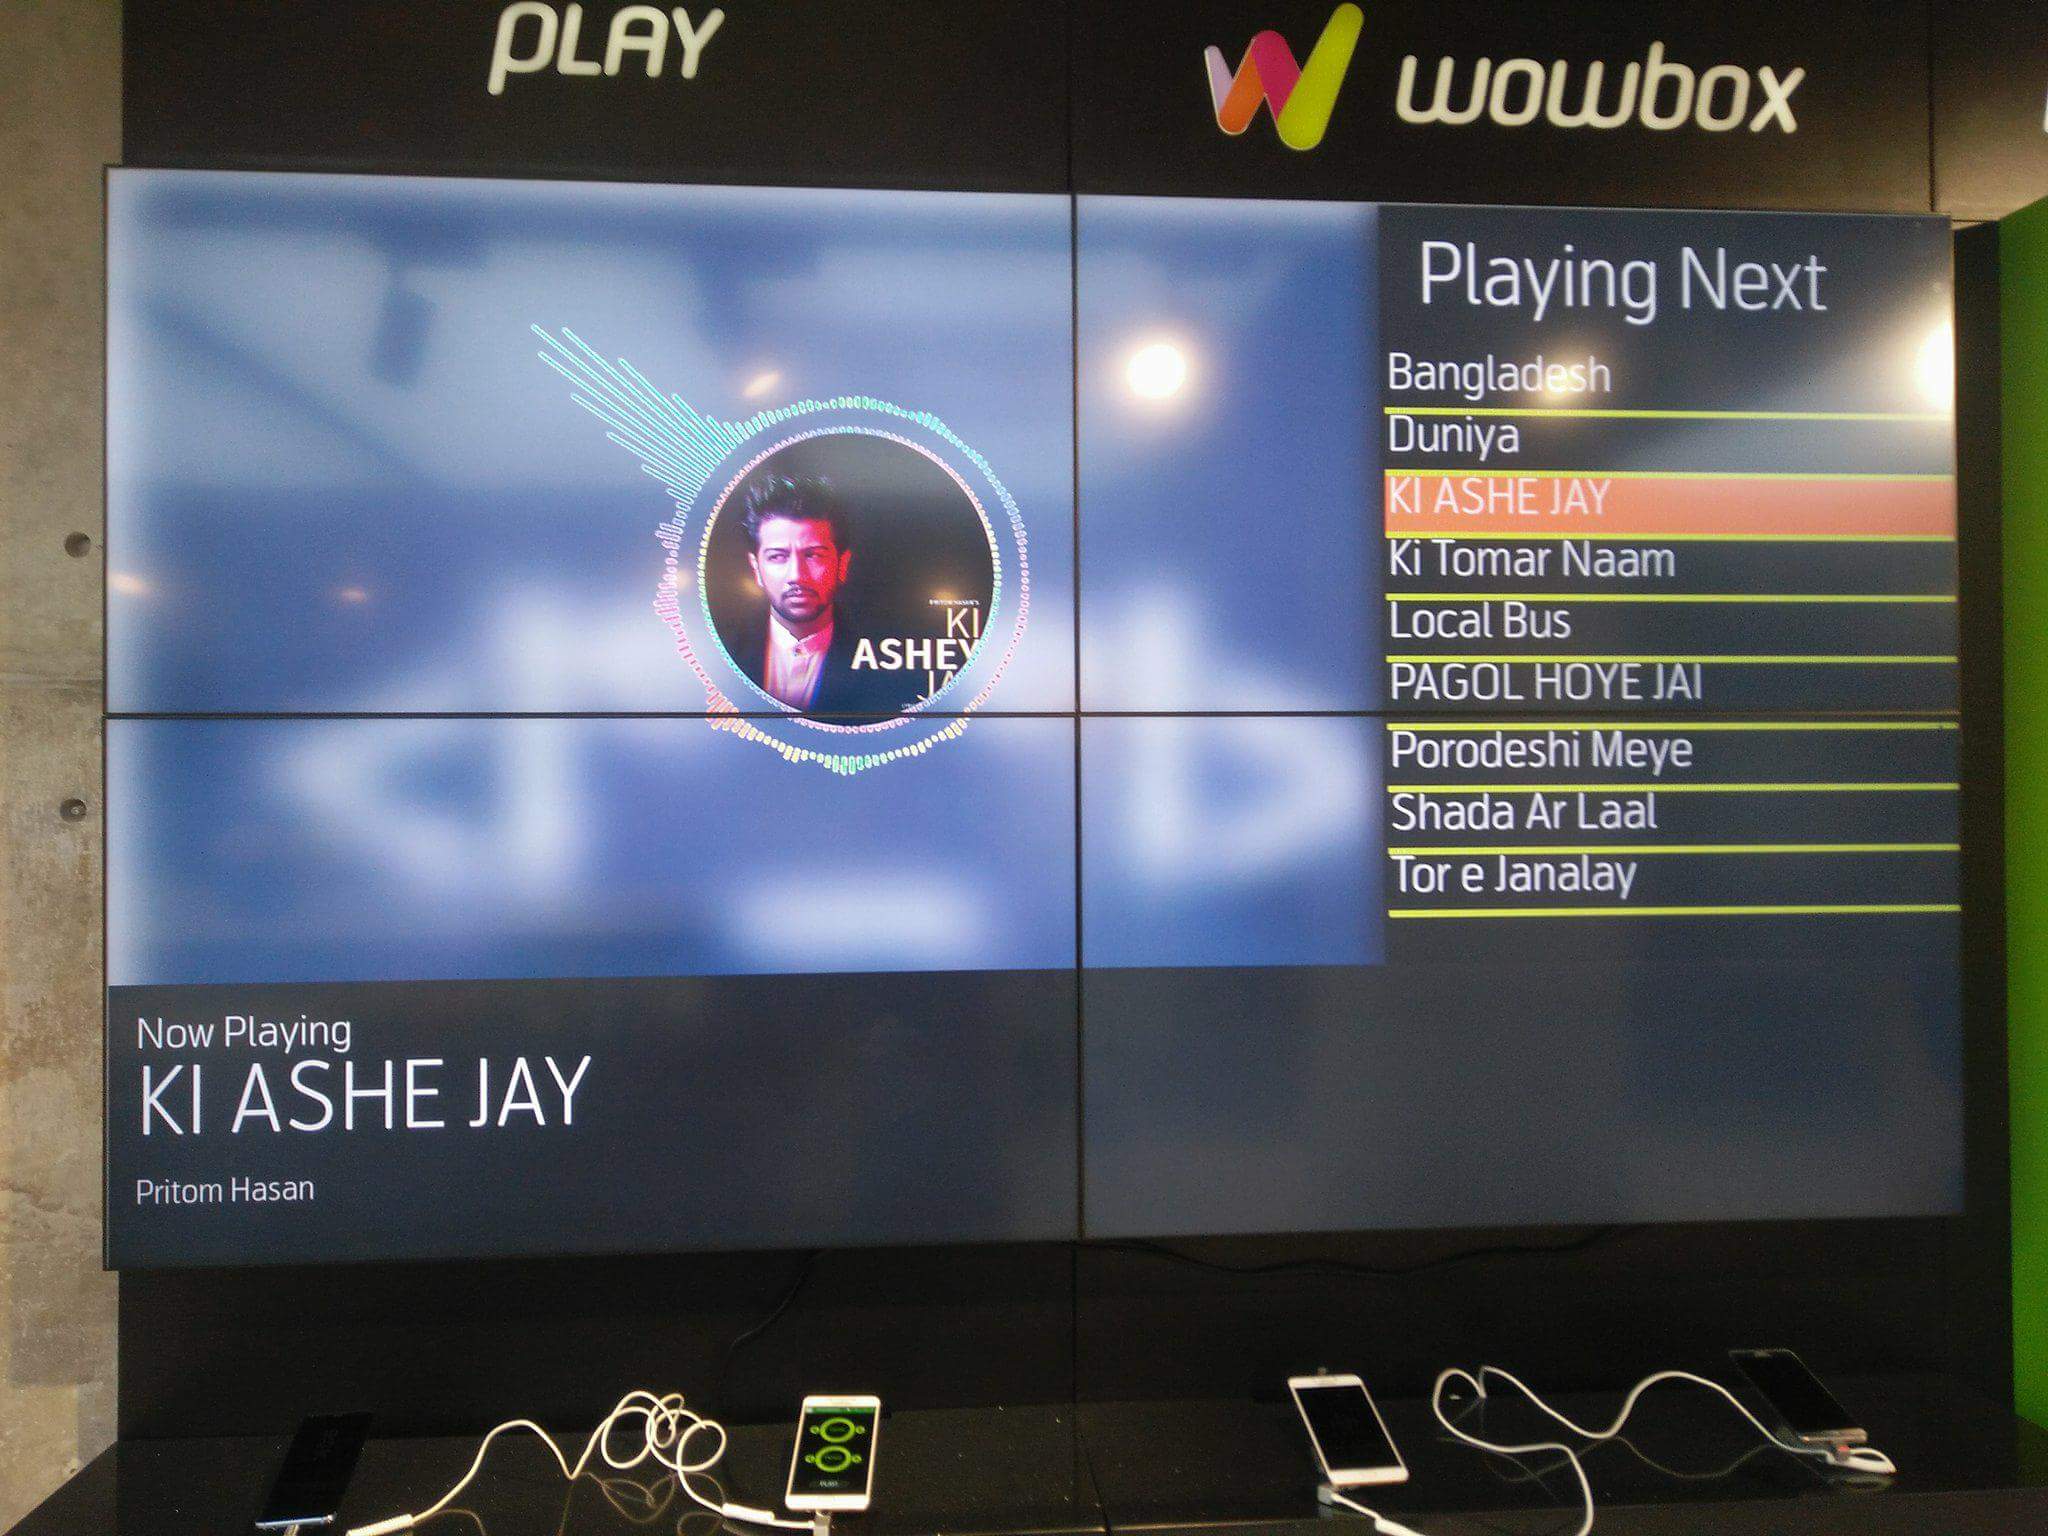 PLAY
wowbox
Playing Next
Bangladesh
Duniya
KI ASHE JAY
Ki Tomar Naam
Local Bus
PAGOL HOYE JAI
Porodeshi Meye
Shada Ar Laal
Tor e Janalay
KI
ASHEY
Now Playing
KI ASHE JAY
Pritom Hasan